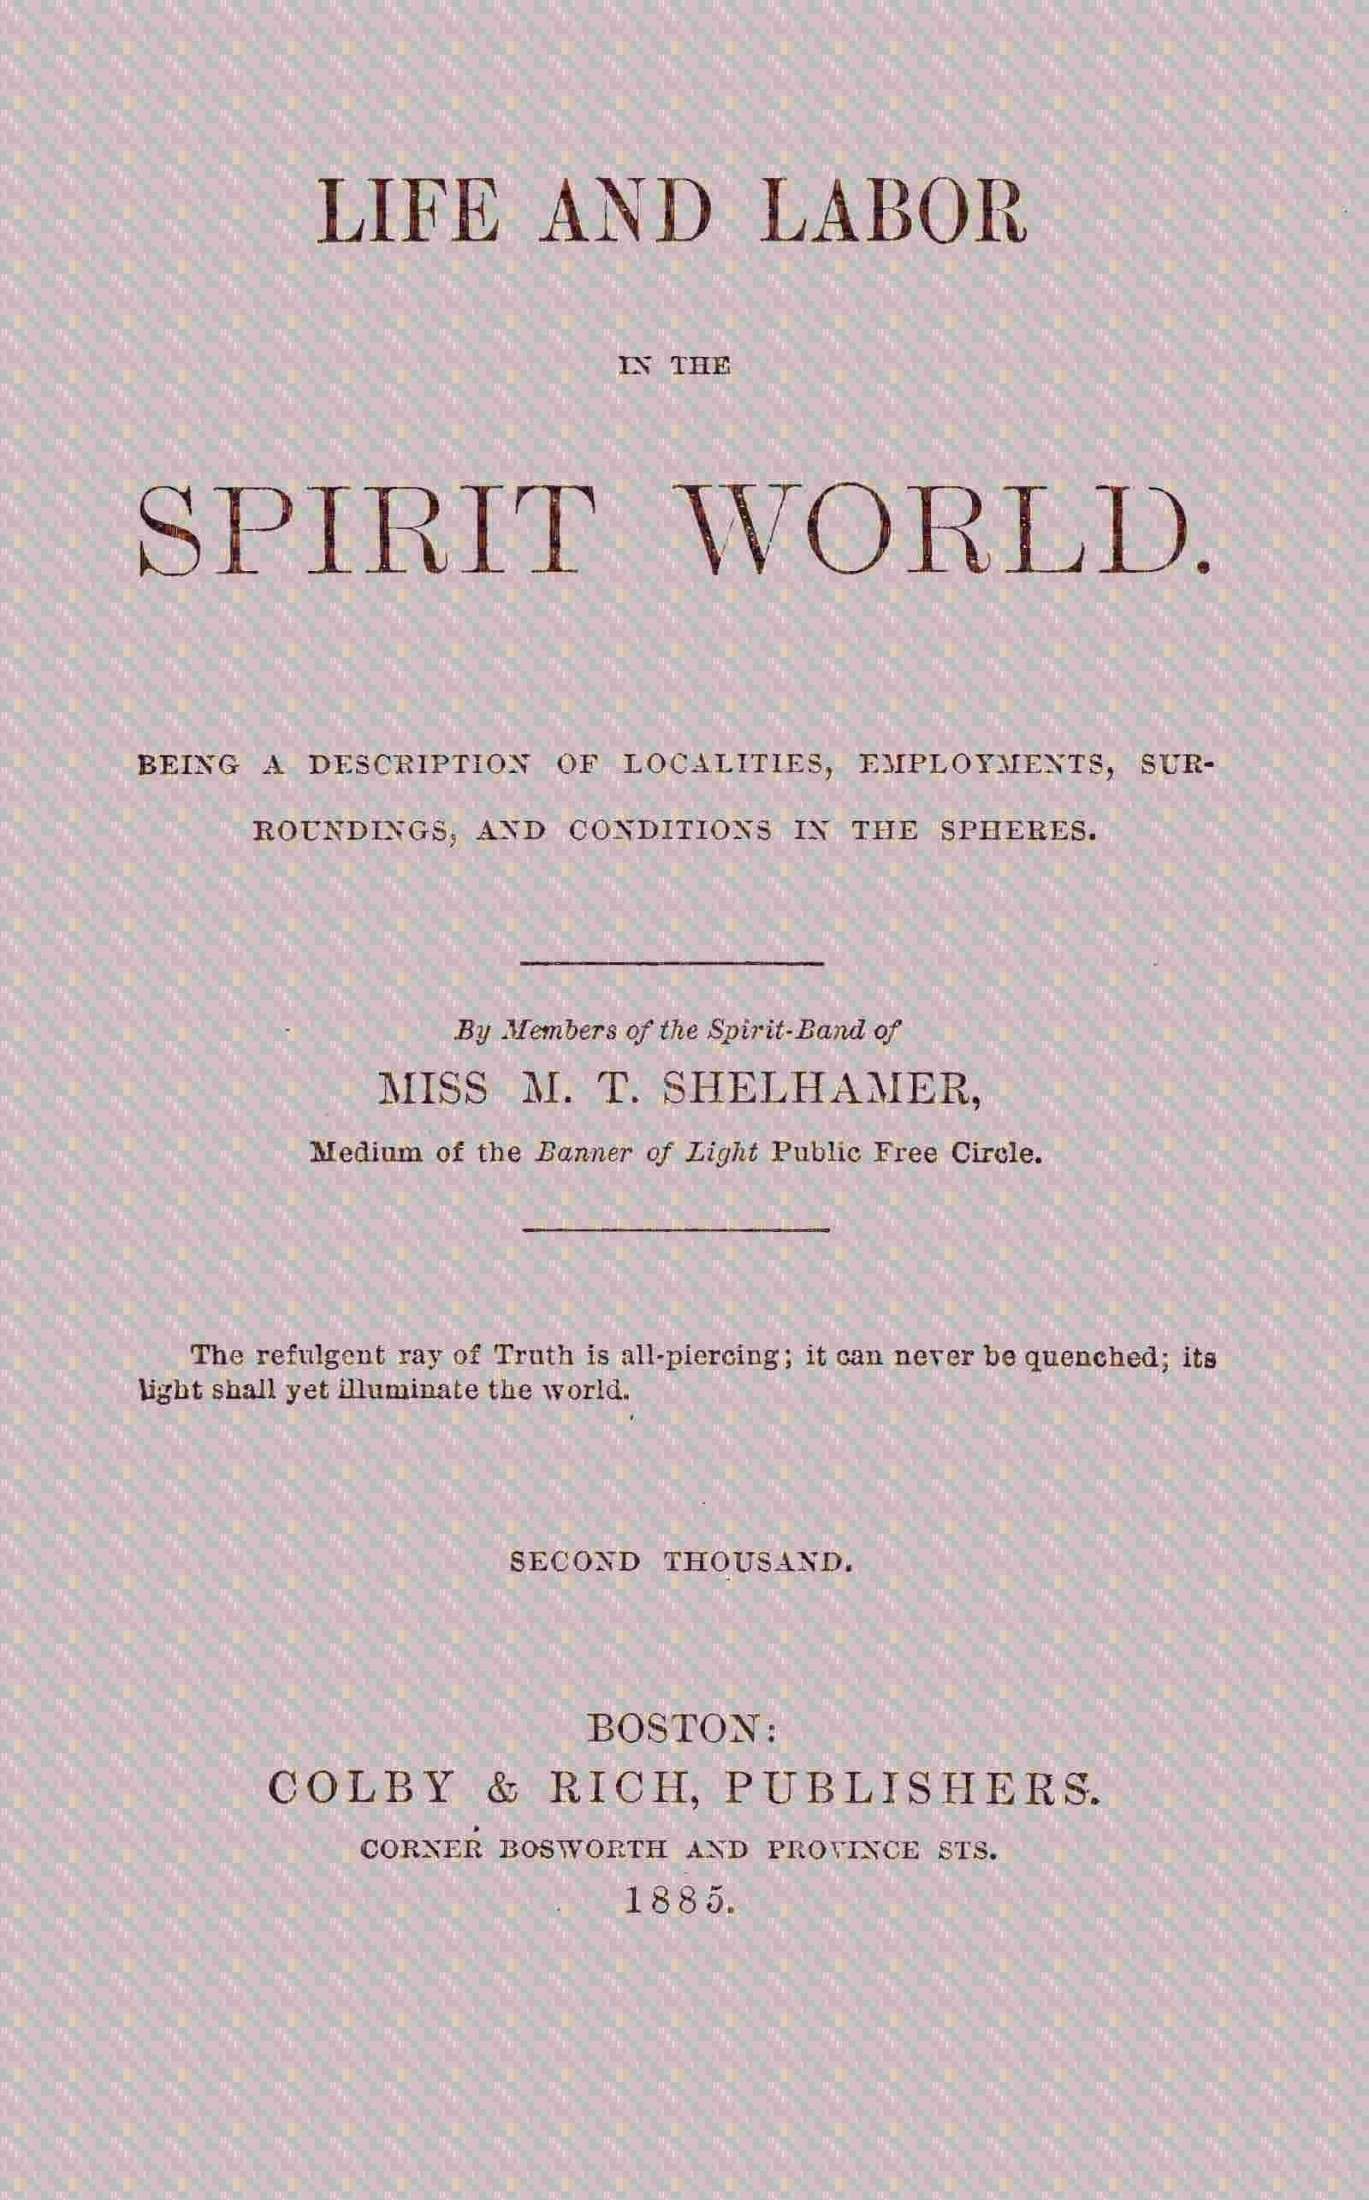 LIFE AND LABOR
IN THE
SPIRIT WORLD.
BEING A DESCRIPTION OF LOCALITIES, EMPLOYMENTS, SUR-
ROUNDINGS, AND CONDITIONS IN THE SPHERES.
By Members of the Spirit-Band of
MISS M. T. SHELHAMER,
Medium of the Banner of Light Public Free Circle.
The refulgent ray of Truth is all-piercing; it can never be quenched; its
light shall yet illuminate the world.
SECOND THOUSAND.
BOSTON:
COLBY & RICH, PUBLISHERS.
CORNER BOSWORTH AND PROVINCE STS.
1885.